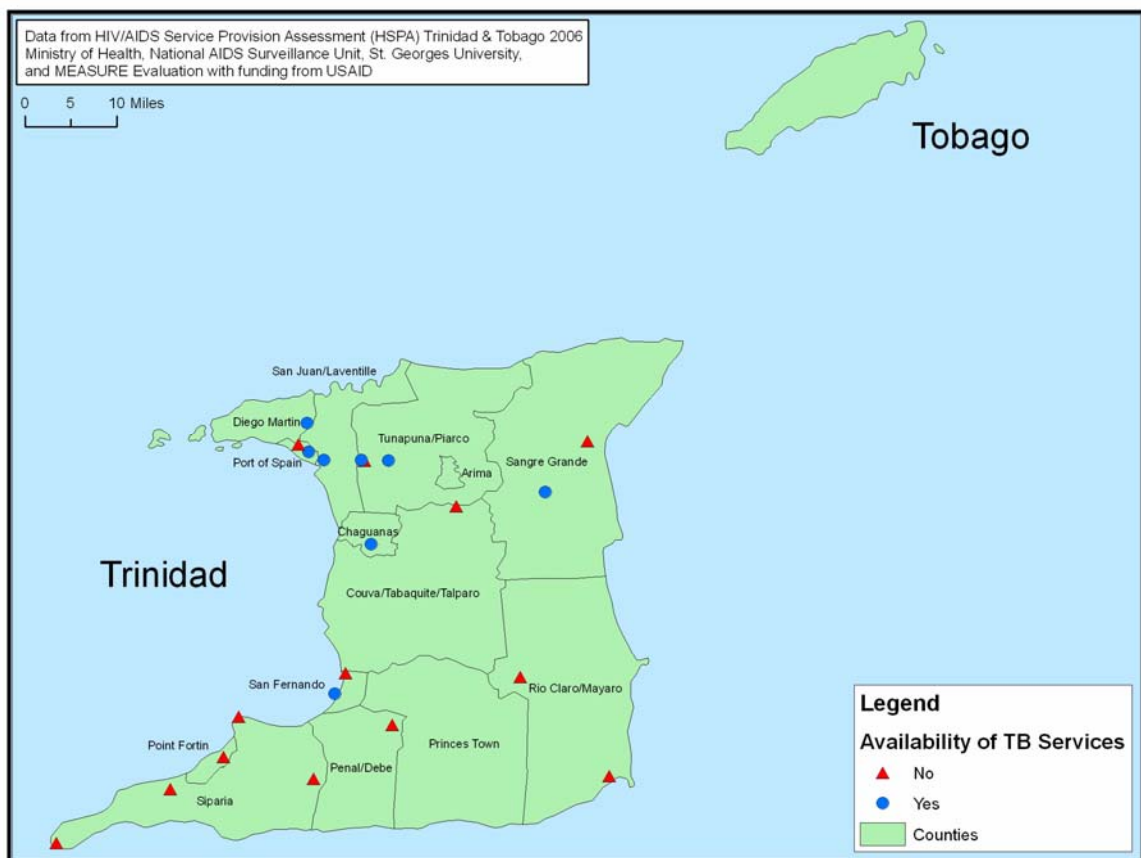 Data from HIV/AIDS Service Provision Assessment (HSPA) Trinidad & Tobago 2006
Ministry of Health, National AIDS Surveillance Unit, St. Georges University,
and MEASURE Evaluation with funding from USAID
0 5 10 Miles
Tobago
San Juan/Laventille
Diego Martin
Tunapuna/Piarco
Port of Spain
Sangre Grande
Arima
Chaguanas
Trinidad
Couva/Tabaquite/Talparo
San Fernando
Rio Claro/Mayaro
Point Fortin
Princes Town
Penal/Debe
Siparia
Legend
Availability of TB Services
No
Yes
Counties